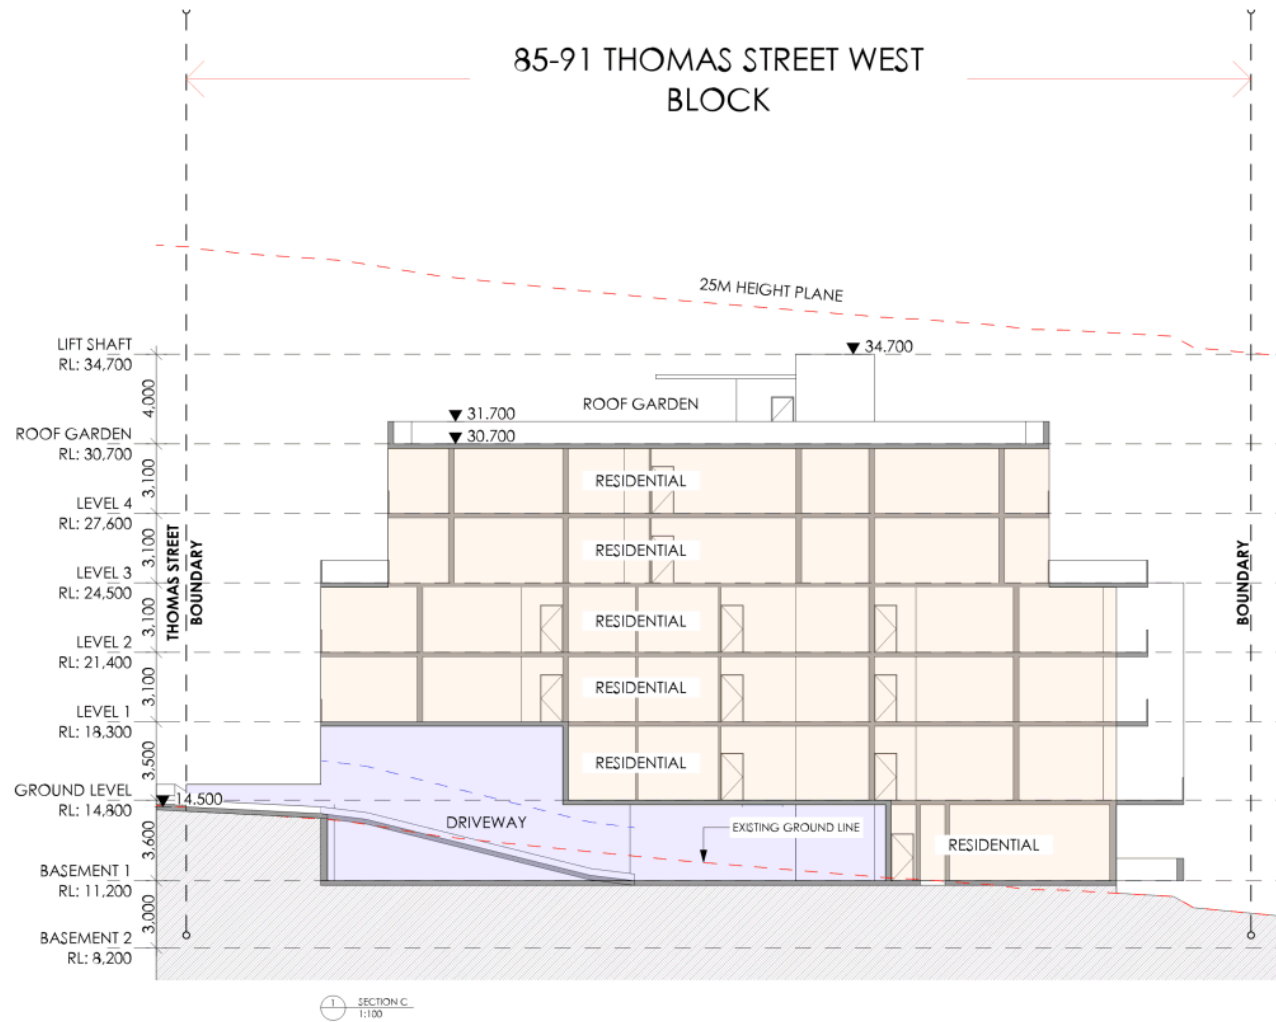 85-91 THOMAS STREET WEST
BLOCK
25M HEIGHT PLANE
LIFT SHAFT
RL: 34,700
34.700
4,000
ROOF GARDEN
31.700
ROOF GARDEN
RL: 30,700
30.700
3,100
RESIDENTIAL
LEVEL 4
RL: 27,600
3,100
RESIDENTIAL
THOMAS STREET
BOUNDARY
BOUNDARY
LEVEL 3
RL: 24,500
3,100
RESIDENTIAL
LEVEL 2
RL: 21,400
3,100
RESIDENTIAL
LEVEL 1
RL: 18,300
3,500
RESIDENTIAL
GROUND LEVEL
RL: 14,800
14.500
3,600
DRIVEWAY
EXISTING GROUND LINE
RESIDENTIAL
BASEMENT 1
RL: 11,200
3,000
BASEMENT 2
RL: 8,200
1
SECTION C
1:100